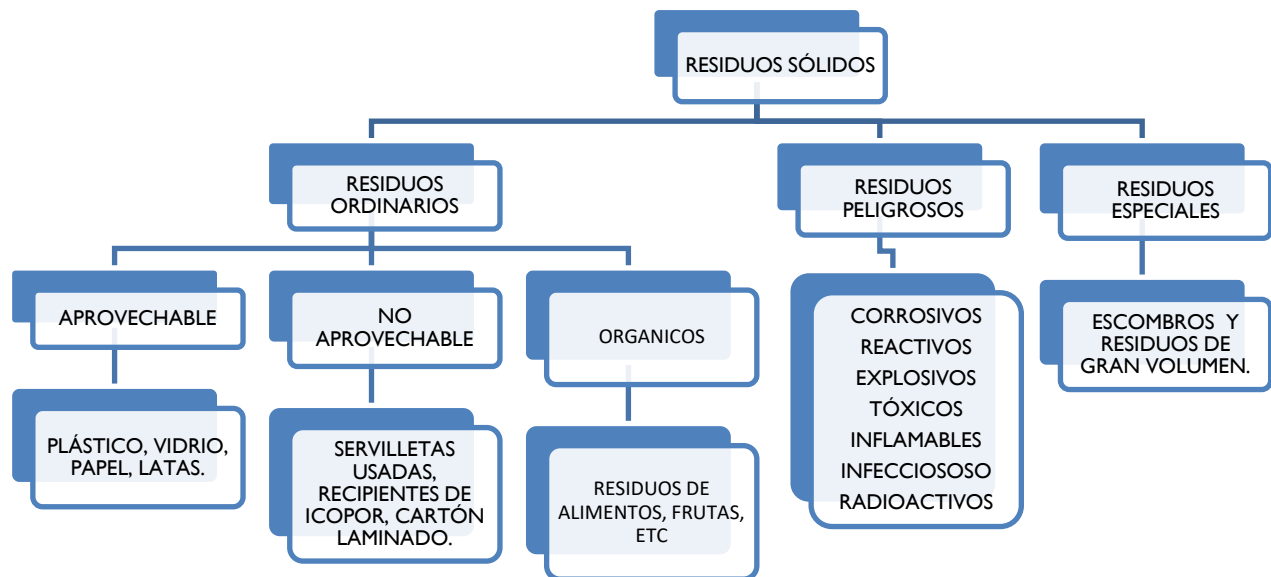 RESIDUOS SÓLIDOS
RESIDUOS
ORDINARIOS
RESIDUOS
PELIGROSOS
RESIDUOS
ESPECIALES
APROVECHABLE
NO
APROVECHABLE
ORGANICOS
CORROSIVOS
REACTIVOS
EXPLOSIVOS
TÓXICOS
INFLAMABLES
INFECCIOSOSO
RADIOACTIVOS
ESCOMBROS Y
RESIDUOS DE
GRAN VOLUMEN.
PLÁSTICO, VIDRIO,
PAPEL, LATAS.
SERVILLETAS
USADAS,
RECIPIENTES DE
ICOPOR, CARTÓN
LAMINADO.
RESIDUOS DE
ALIMENTOS, FRUTAS,
ETC